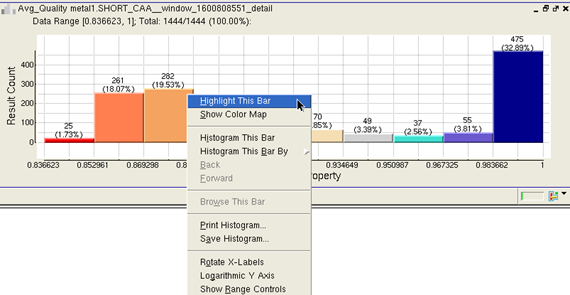 Avg_Quality metal1.SHORT_CAA__window_1600808551_detail
Data Range [0.836623, 1]; Total: 1444/1444 (100.00%):
475
(32.89%)
261
(18.07%)
282
(19.53%)
25
(1.73%)
70
.85%)
49
(3.39%)
37
(2.56%)
55
(3.81%)
Result Count
400
300
200
100
0
0.836623 0.852961 0.869298 0.8 0.934649 0.950987 0.967325 0.983662 1
operty
Highlight This Bar
Show Color Map
Histogram This Bar
Histogram This Bar By
Back
Forward
Browse This Bar
Print Histogram...
Save Histogram...
Rotate X-Labels
Logarithmic Y Axis
Show Range Controls